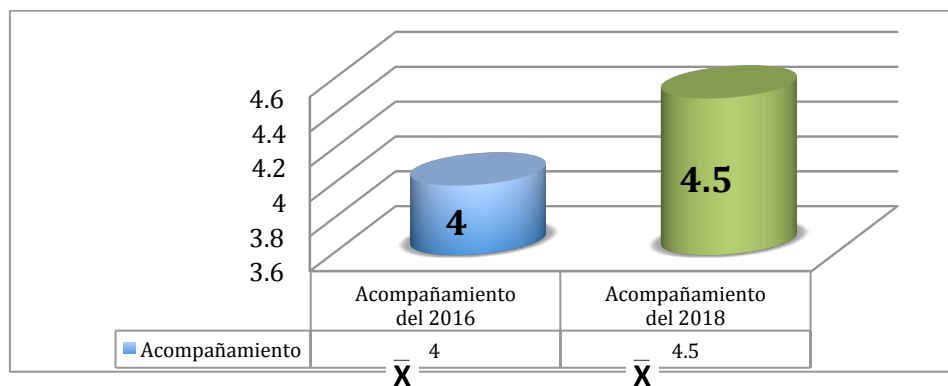 4.6
4.4
4.2
4
3.8
3.6
4
4.5
Acompañamiento
del 2016
Acompañamiento
del 2018
Acompañamiento
4
4.5
X̅
X̅